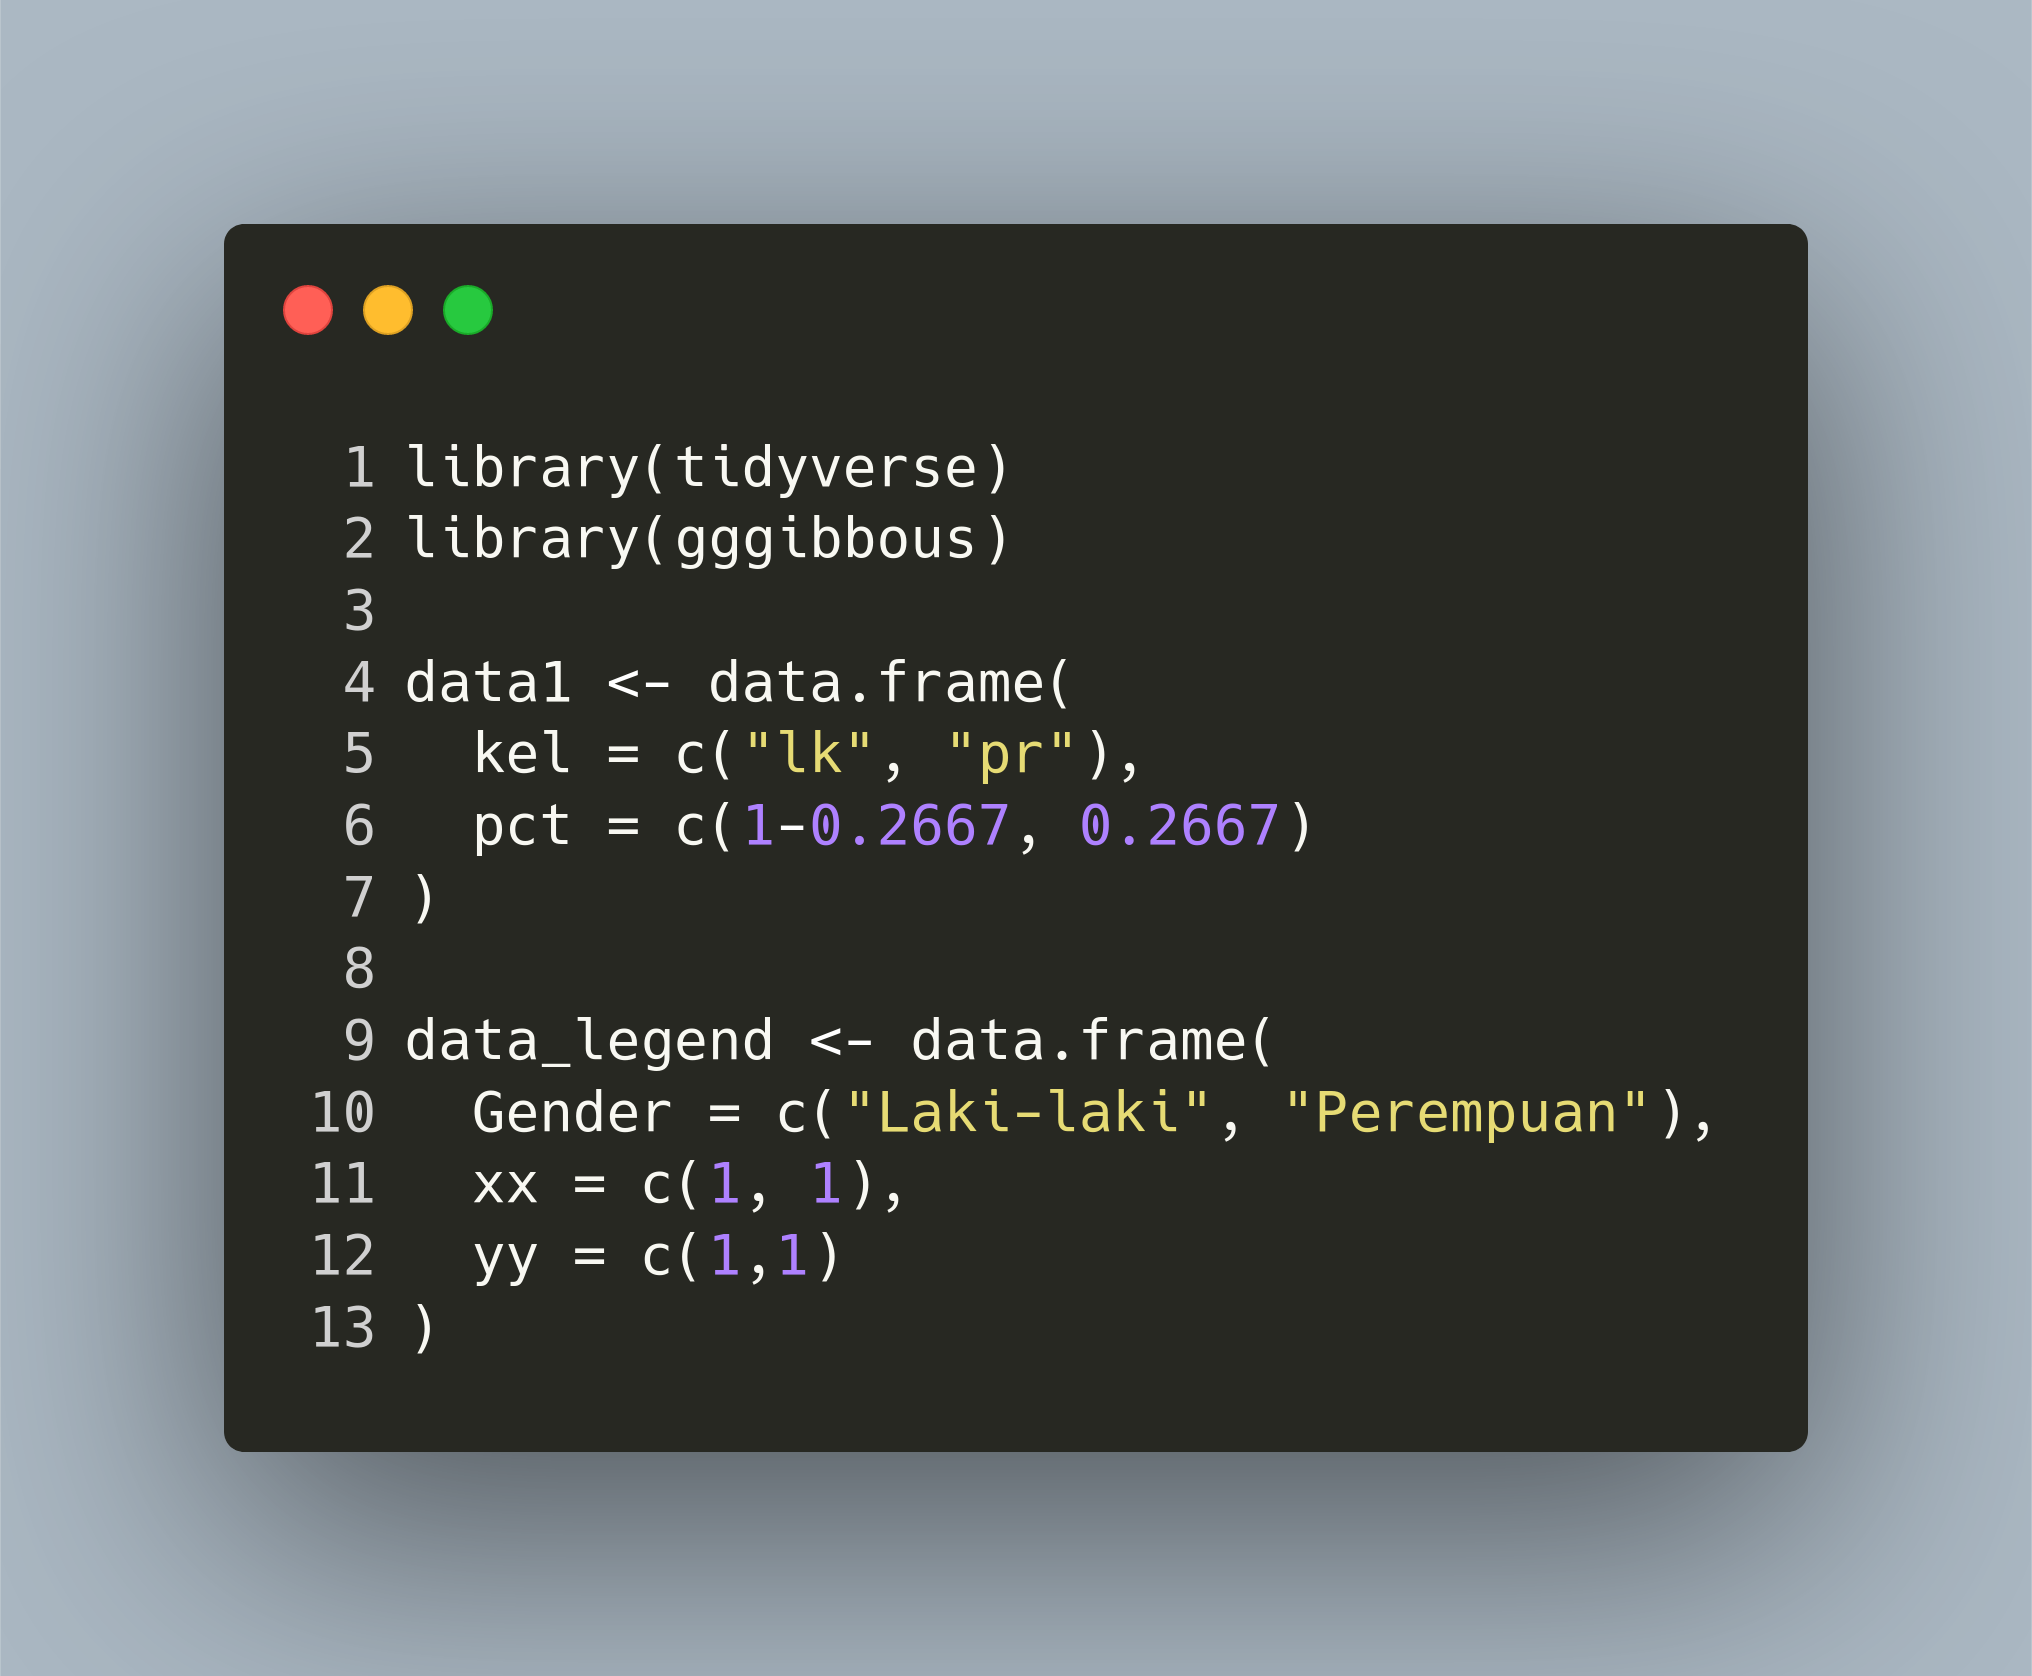 1 library(tidyverse)
2 library(gggibbous)
3
4 data1 <- data.frame(
5   kel = c("lk", "pr"),
6   pct = c(1-0.2667, 0.2667)
7 )
8
9 data_legend <- data.frame(
10   Gender = c("Laki-laki", "Perempuan"),
11   xx = c(1, 1),
12   yy = c(1,1)
13 )